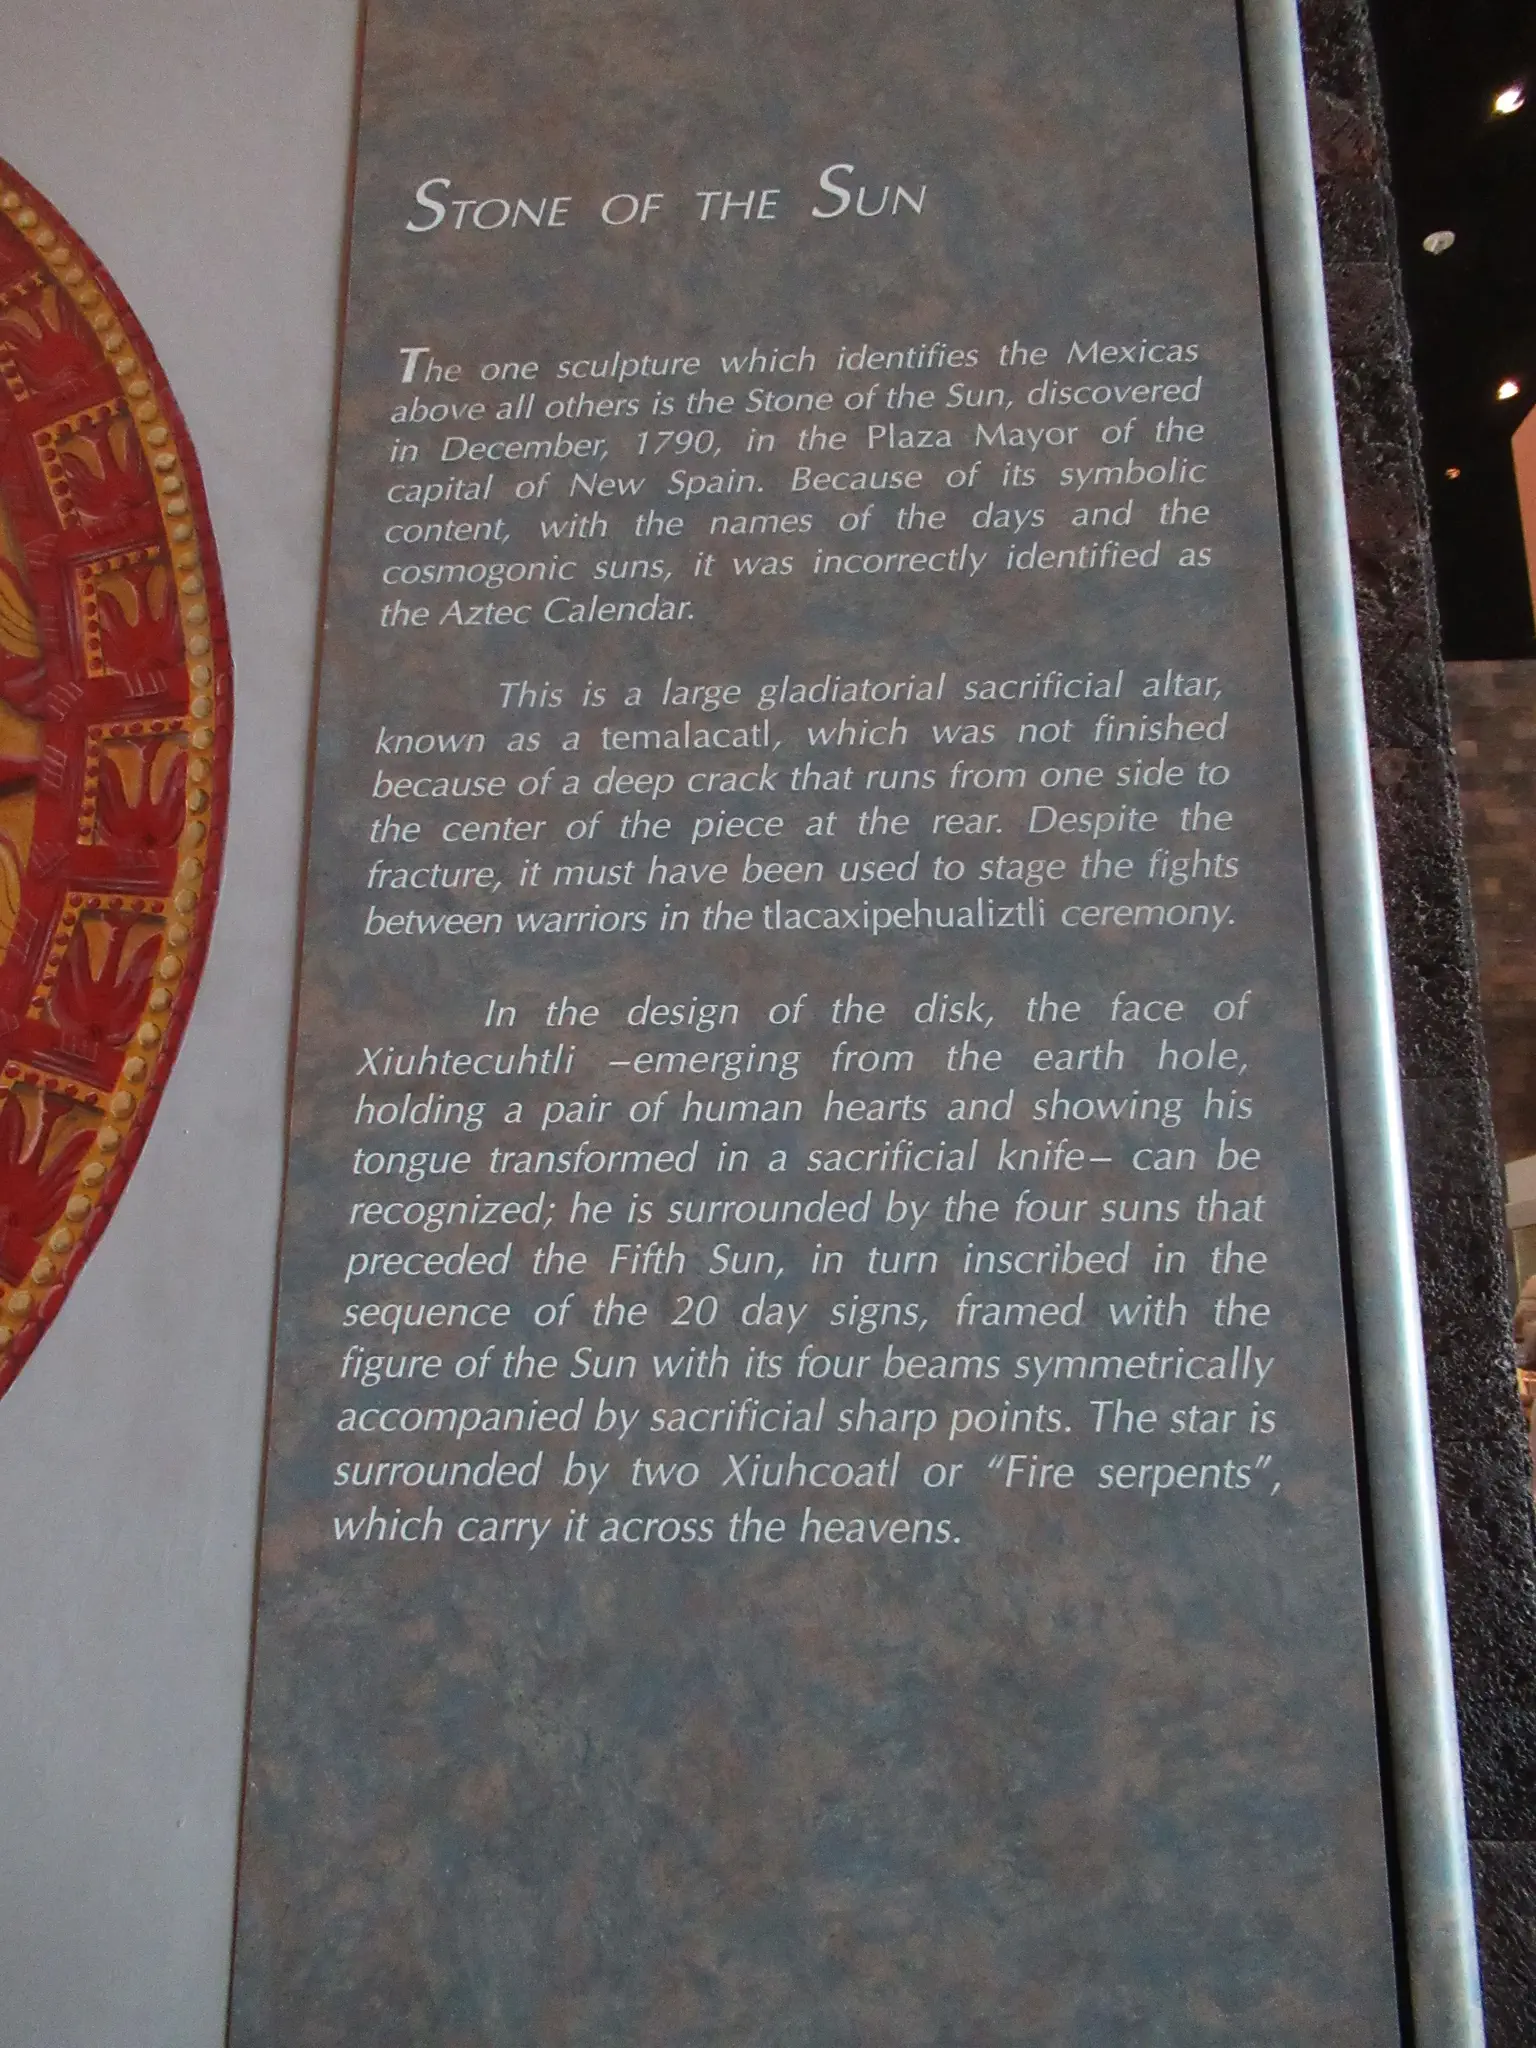 STONE OF THE SUN
The one sculpture which identifies the Mexicas
above all others is the Stone of the Sun, discovered
in December, 1790, in the Plaza Mayor of the
capital of New Spain. Because of its symbolic
content, with the names of the days and the
cosmogonic suns, it was incorrectly identified as
the Aztec Calendar.
This is a large gladiatorial sacrificial altar,
known as a temalacatl, which was not finished
because of a deep crack that runs from one side to
the center of the piece at the rear. Despite the
fracture, it must have been used to stage the fights
between warriors in the tlacaxipehualiztli ceremony.
In the design of the disk, the face of
Xiuhtecuhtli –emerging from the earth hole,
holding a pair of human hearts and showing his
tongue transformed in a sacrificial knife– can be
recognized; he is surrounded by the four suns that
preceded the Fifth Sun, in turn inscribed in the
sequence of the 20 day signs, framed with the
figure of the Sun with its four beams symmetrically
accompanied by sacrificial sharp points. The star is
surrounded by two Xiuhcoatl or “Fire serpents”,
which carry it across the heavens.